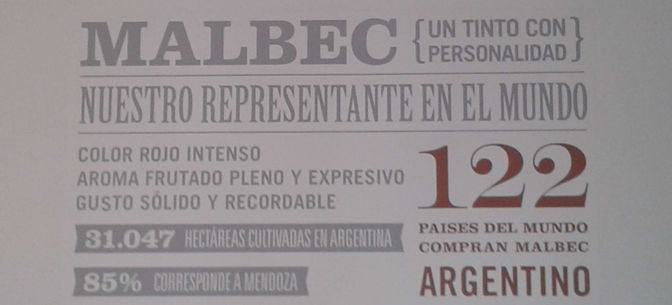 MALBEC {UN TINTO CON
PERSONALIDAD}
NUESTRO REPRESENTANTE EN EL MUNDO
COLOR ROJO INTENSO
AROMA FRUTADO PLENO Y EXPRESIVO
GUSTO SÓLIDO Y RECORDABLE
31.047 HECTÁREAS CULTIVADAS EN ARGENTINA
85% CORRESPONDE A MENDOZA
122
PAISES DEL MUNDO
COMPRAN MALBEC
ARGENTINO